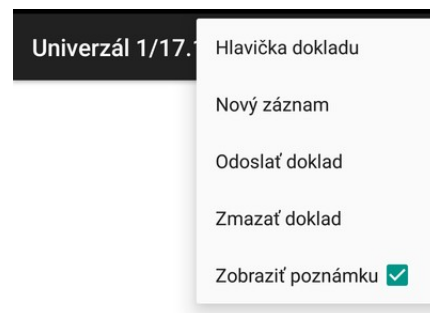 Univerzál 1/17.
Hlavička dokladu
Nový záznam
Odoslať doklad
Zmazať doklad
Zobraziť poznámku